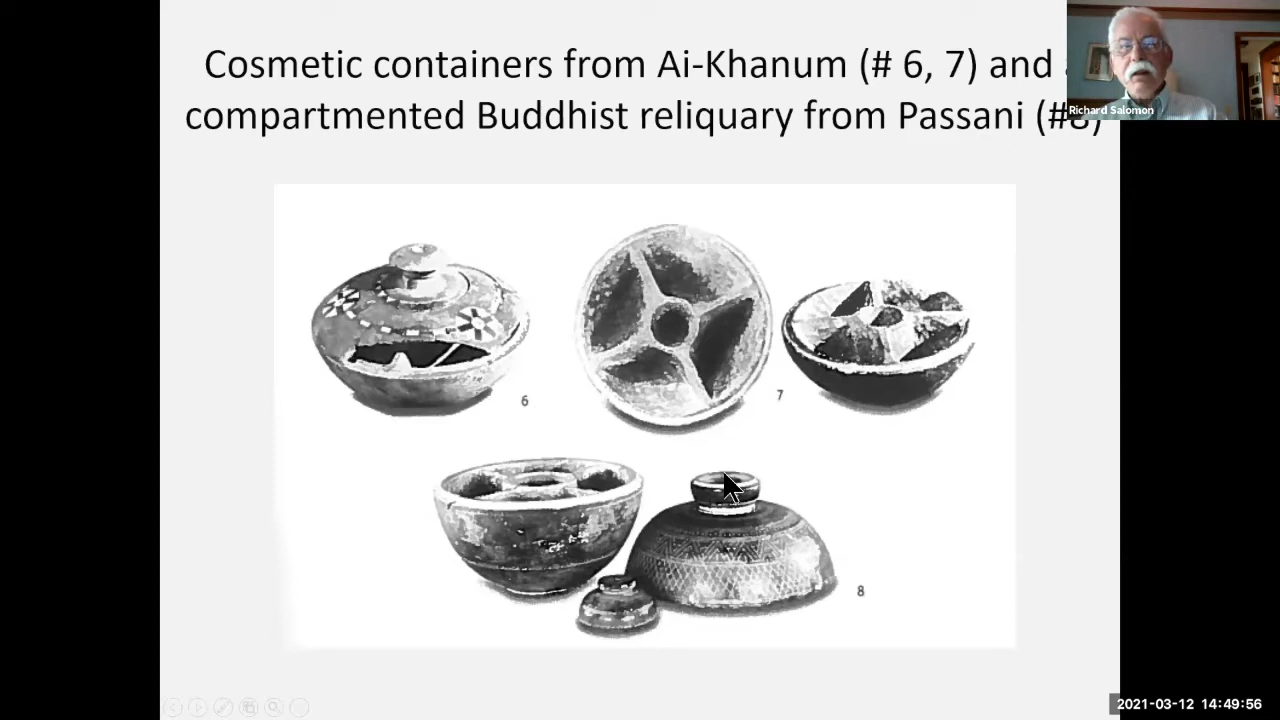 Cosmetic containers from Ai-Khanum (# 6, 7) and
compartmented Buddhist reliquary from Passani (#8)
Richard Salomon
6
7
8
2021-03-12 14:49:56